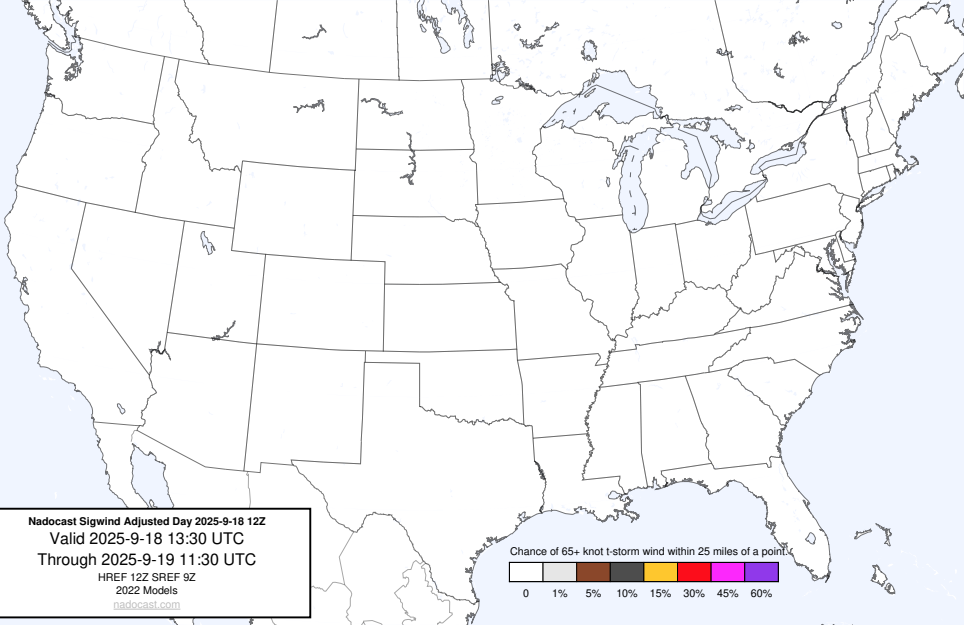 Nadocast Sigwind Adjusted Day 2025-9-18 12Z
Valid 2025-9-18 13:30 UTC
Through 2025-9-19 11:30 UTC
HREF 12Z SREF 9Z
2022 Models
nadocast.com
Chance of 65+ knot t-storm wind within 25 miles of a point.
0 1% 5% 10% 15% 30% 45% 60%